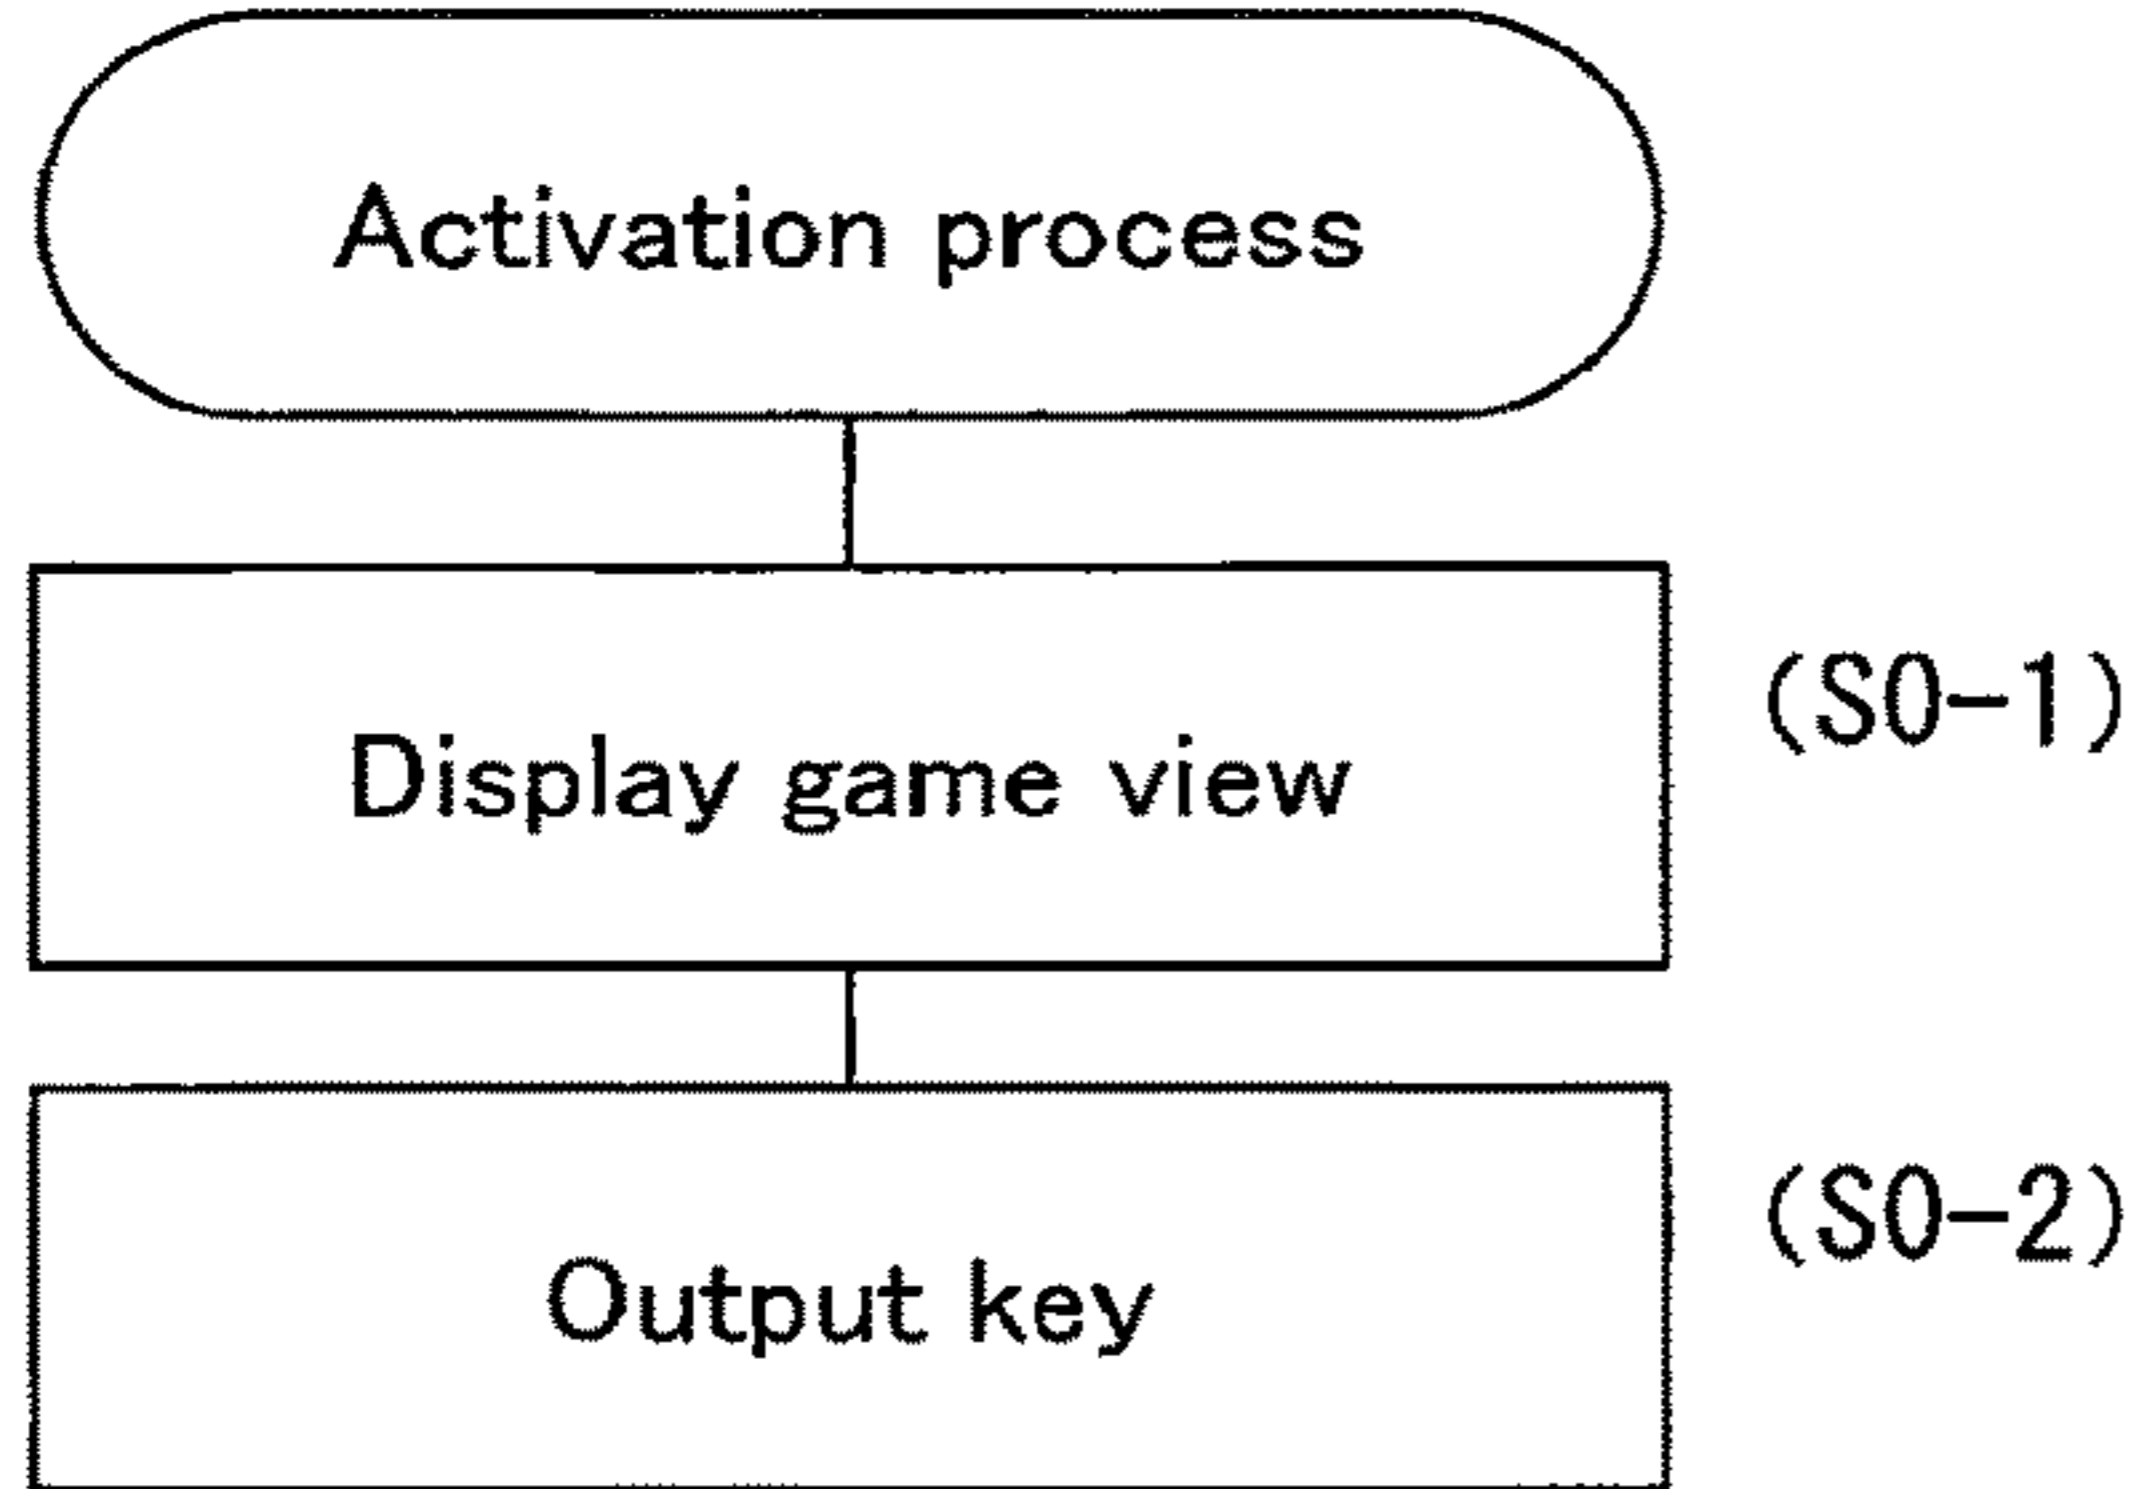 Activation process
(S0-1)
Display game view
(S0-2)
Output key